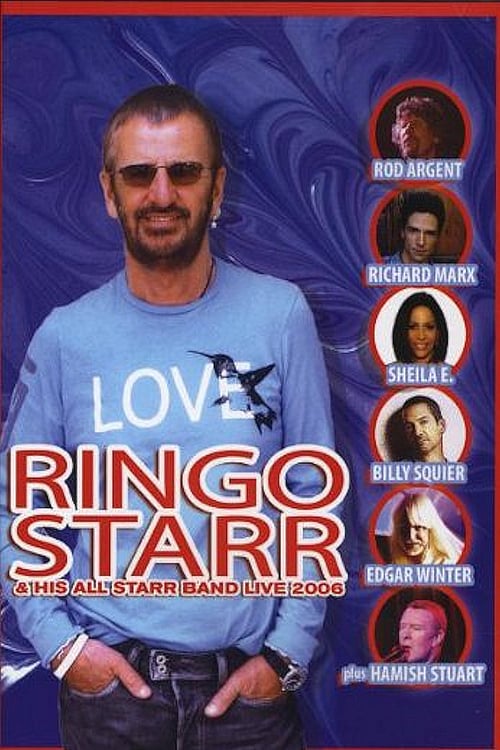 ROD ARGENT
RICHARD MARX
SHEILA E.
BILLY SQUIER
EDGAR WINTER
plus HAMISH STUART
LOVE
RINGO
STARR
& HIS ALL STARR BAND LIVE 2006